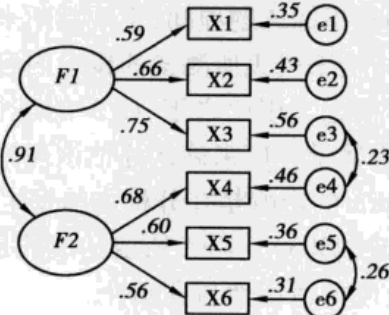 .59 X1 .35 e1
F1 .66 X2 .43 e2
.75 X3 .56 e3
.91 .23
.68 X4 .46 e4
F2 .60 X5 .36 e5
.26
.56 X6 .31 e6